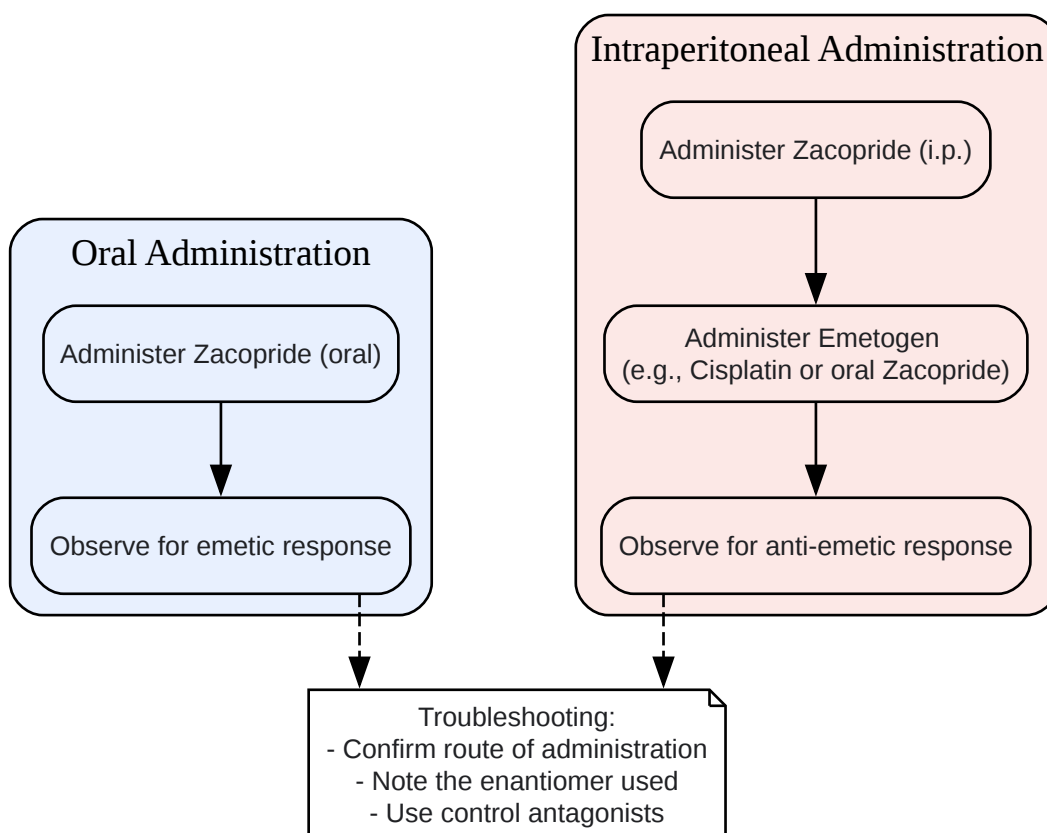 Oral Administration
Administer Zacopride (oral)
Observe for emetic response
Intraperitoneal Administration
Administer Zacopride (i.p.)
Administer Emetogen
(e.g., Cisplatin or oral Zacopride)
Observe for anti-emetic response
Troubleshooting:
- Confirm route of administration
- Note the enantiomer used
- Use control antagonists